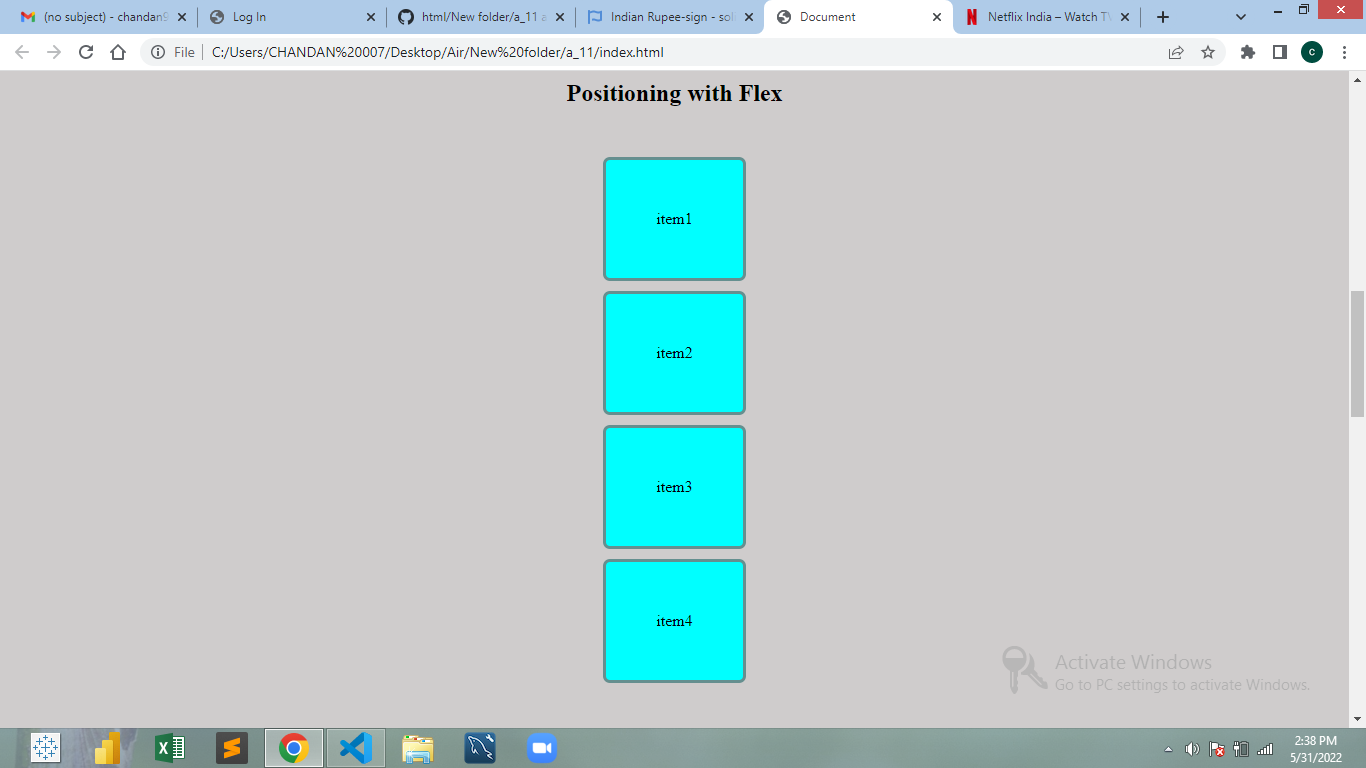 (no subject) - chandan9
Log In
html/New folder/a_11 a
Indian Rupee-sign - soli
Document
Netflix India – Watch TV
File
C:/Users/CHANDAN%20007/Desktop/Air/New%20folder/a_11/index.html
c
Positioning with Flex
item1
item2
item3
item4
Activate Windows
Go to PC settings to activate Windows.
2:38 PM
5/31/2022